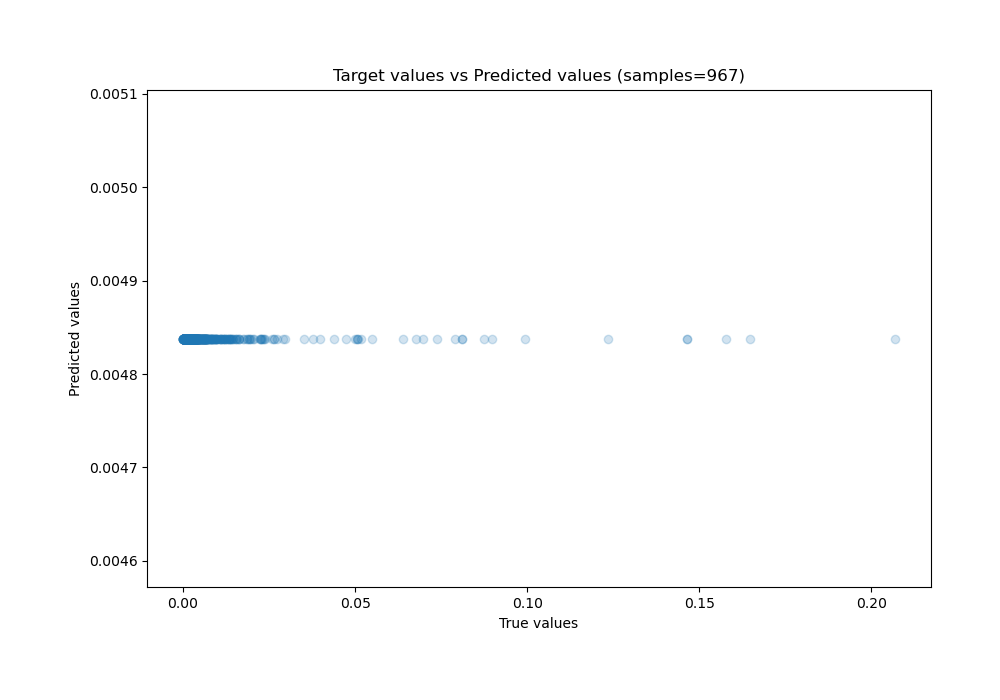 Target values vs Predicted values (samples=967)
0.0051
0.0050
0.0049
0.0048
0.0047
0.0046
Predicted values
0.00 0.05 0.10 0.15 0.20
True values